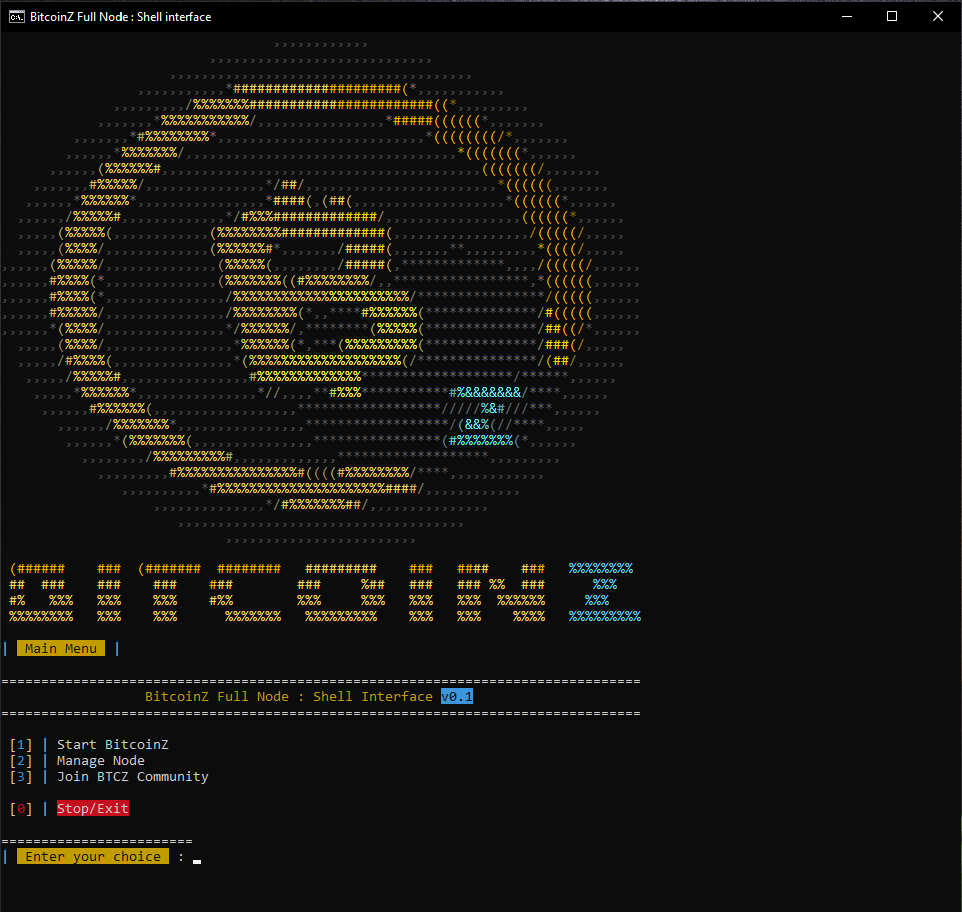 BitcoinZ Full Node : Shell interface
BITCOINZ
| Main Menu |
================================================================================
BitcoinZ Full Node : Shell Interface v0.1
================================================================================
[1] | Start BitcoinZ
[2] | Manage Node
[3] | Join BTCZ Community
[0] | Stop/Exit
========================
| Enter your choice : _